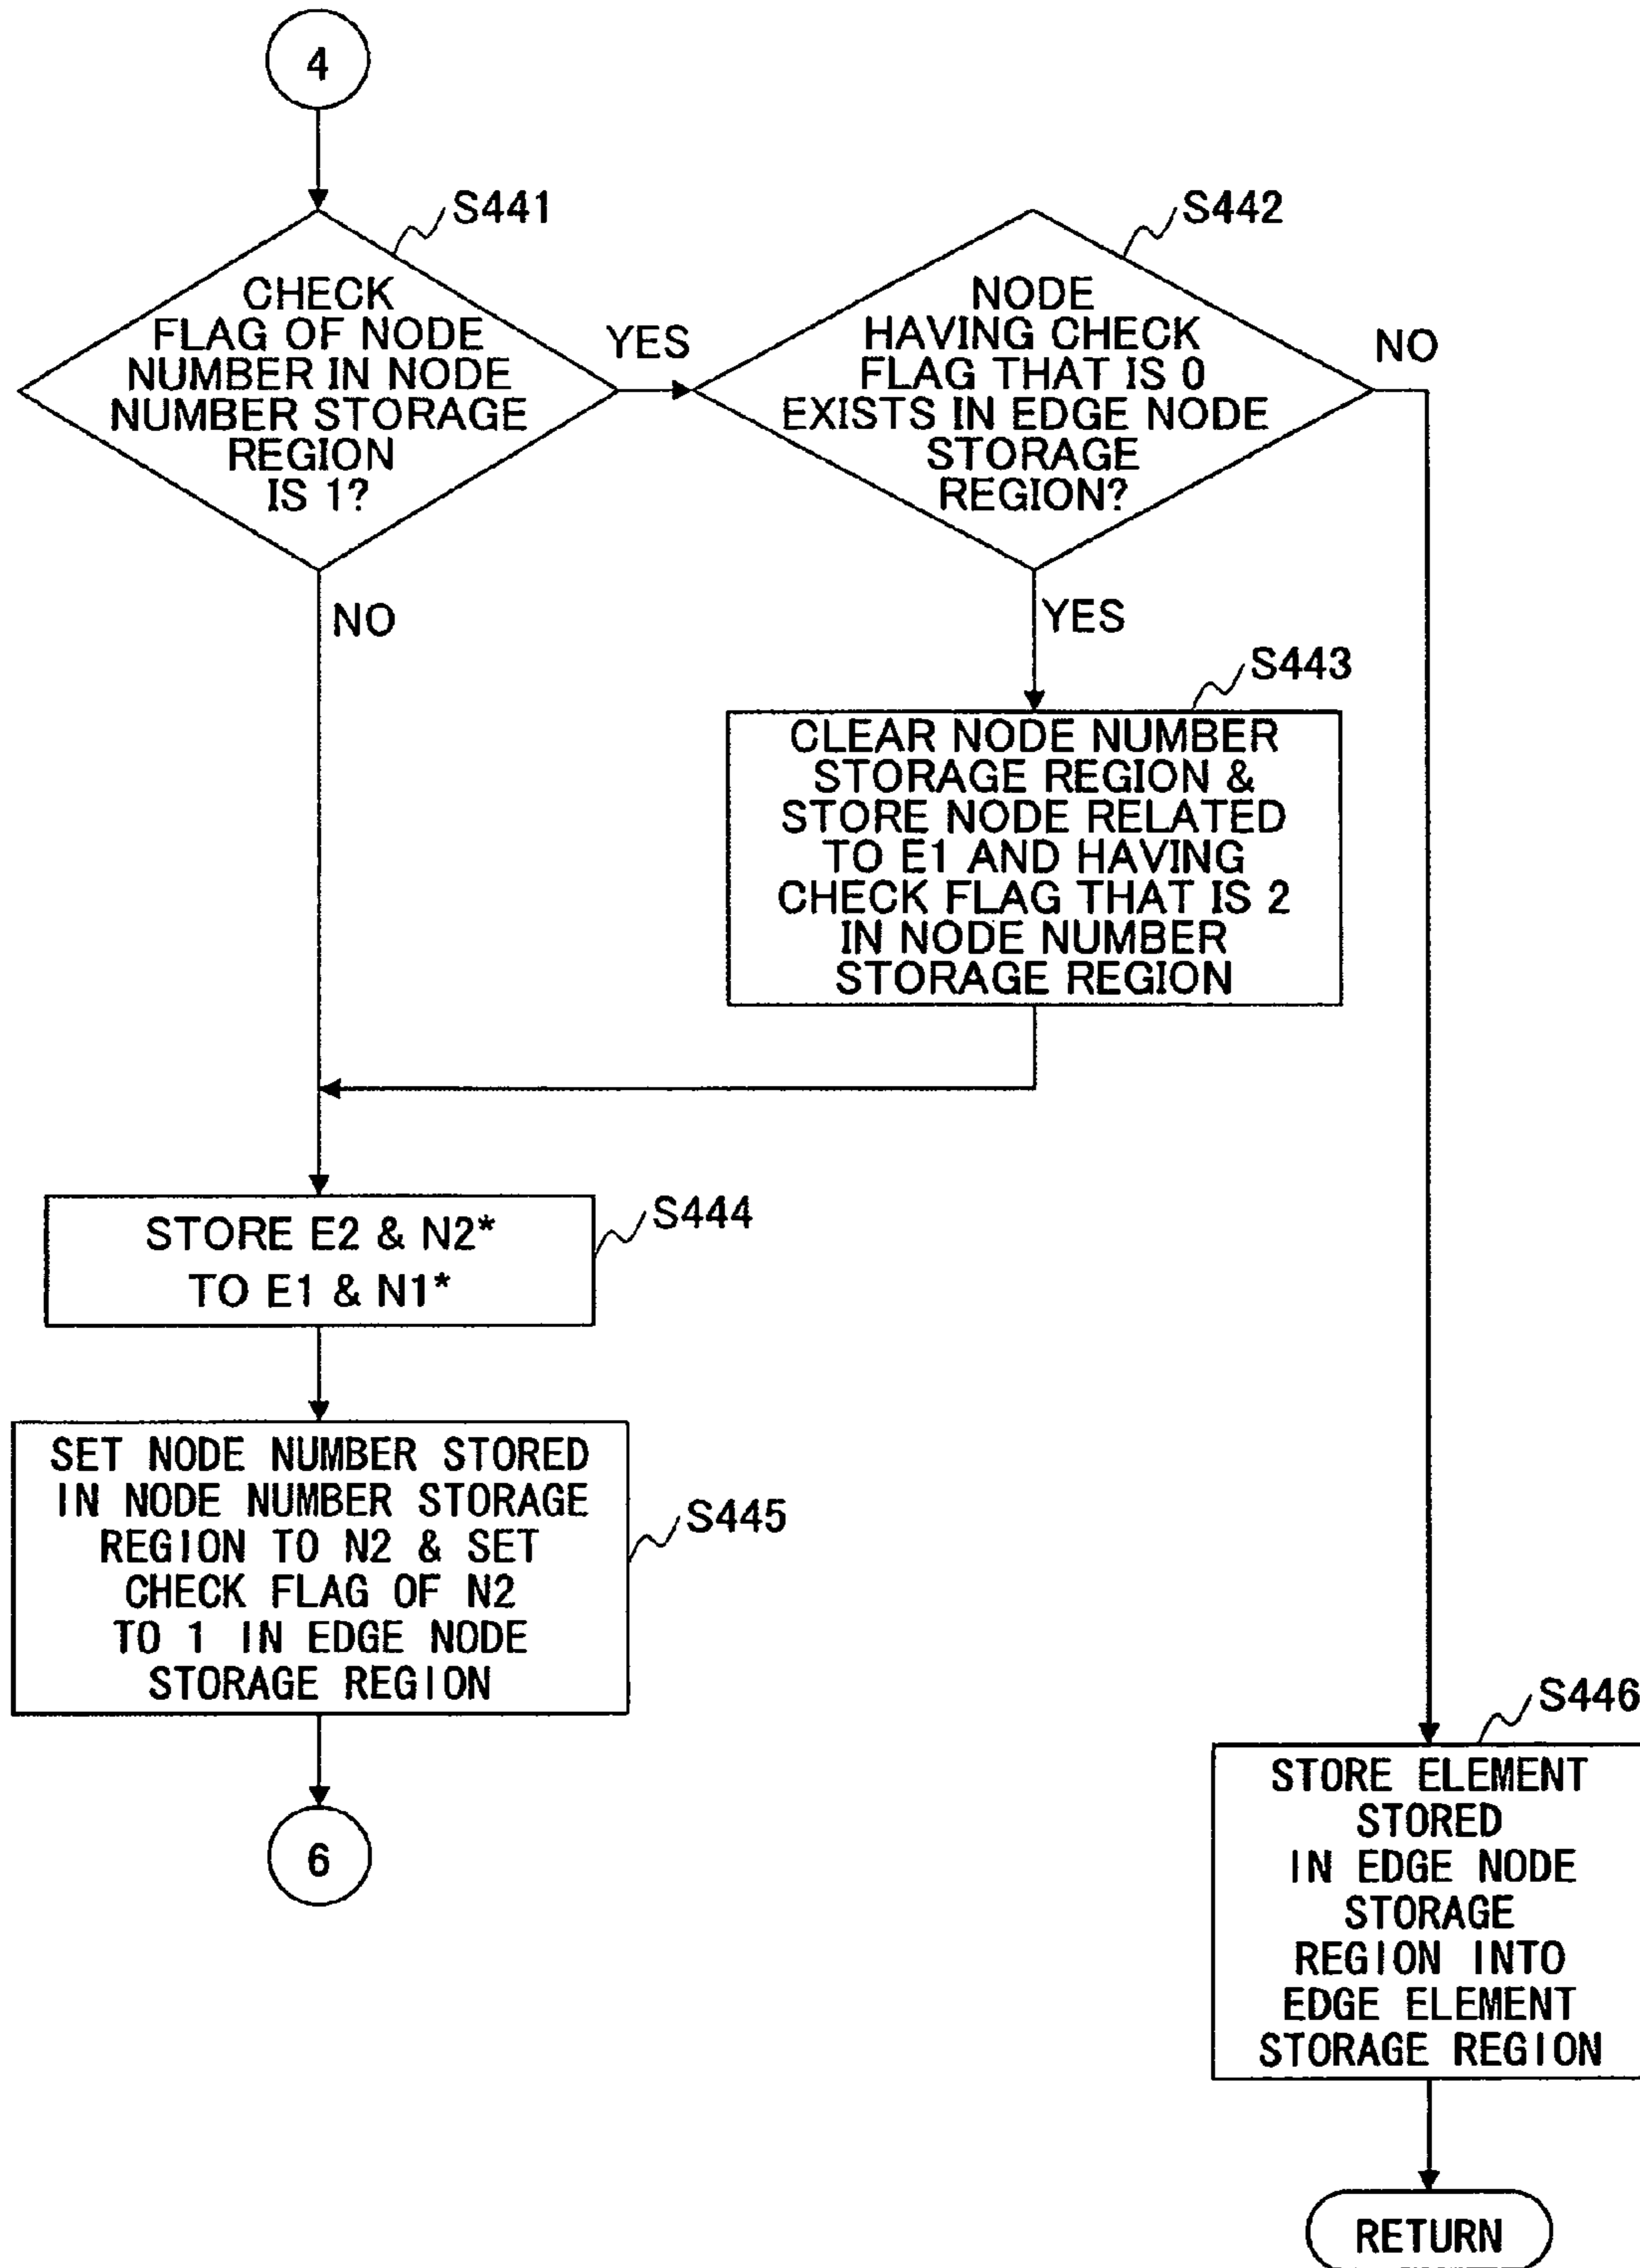 4
S441
CHECK
FLAG OF NODE
NUMBER IN NODE
NUMBER STORAGE
REGION
IS 1?
YES
S442
NODE
HAVING CHECK
FLAG THAT IS 0
EXISTS IN EDGE NODE
STORAGE
REGION?
NO
NO
YES
S443
CLEAR NODE NUMBER
STORAGE REGION &
STORE NODE RELATED
TO E1 AND HAVING
CHECK FLAG THAT IS 2
IN NODE NUMBER
STORAGE REGION
S444
STORE E2 & N2*
TO E1 & N1*
S445
SET NODE NUMBER STORED
IN NODE NUMBER STORAGE
REGION TO N2 & SET
CHECK FLAG OF N2
TO 1 IN EDGE NODE
STORAGE REGION
6
S446
STORE ELEMENT
STORED
IN EDGE NODE
STORAGE
REGION INTO
EDGE ELEMENT
STORAGE REGION
RETURN